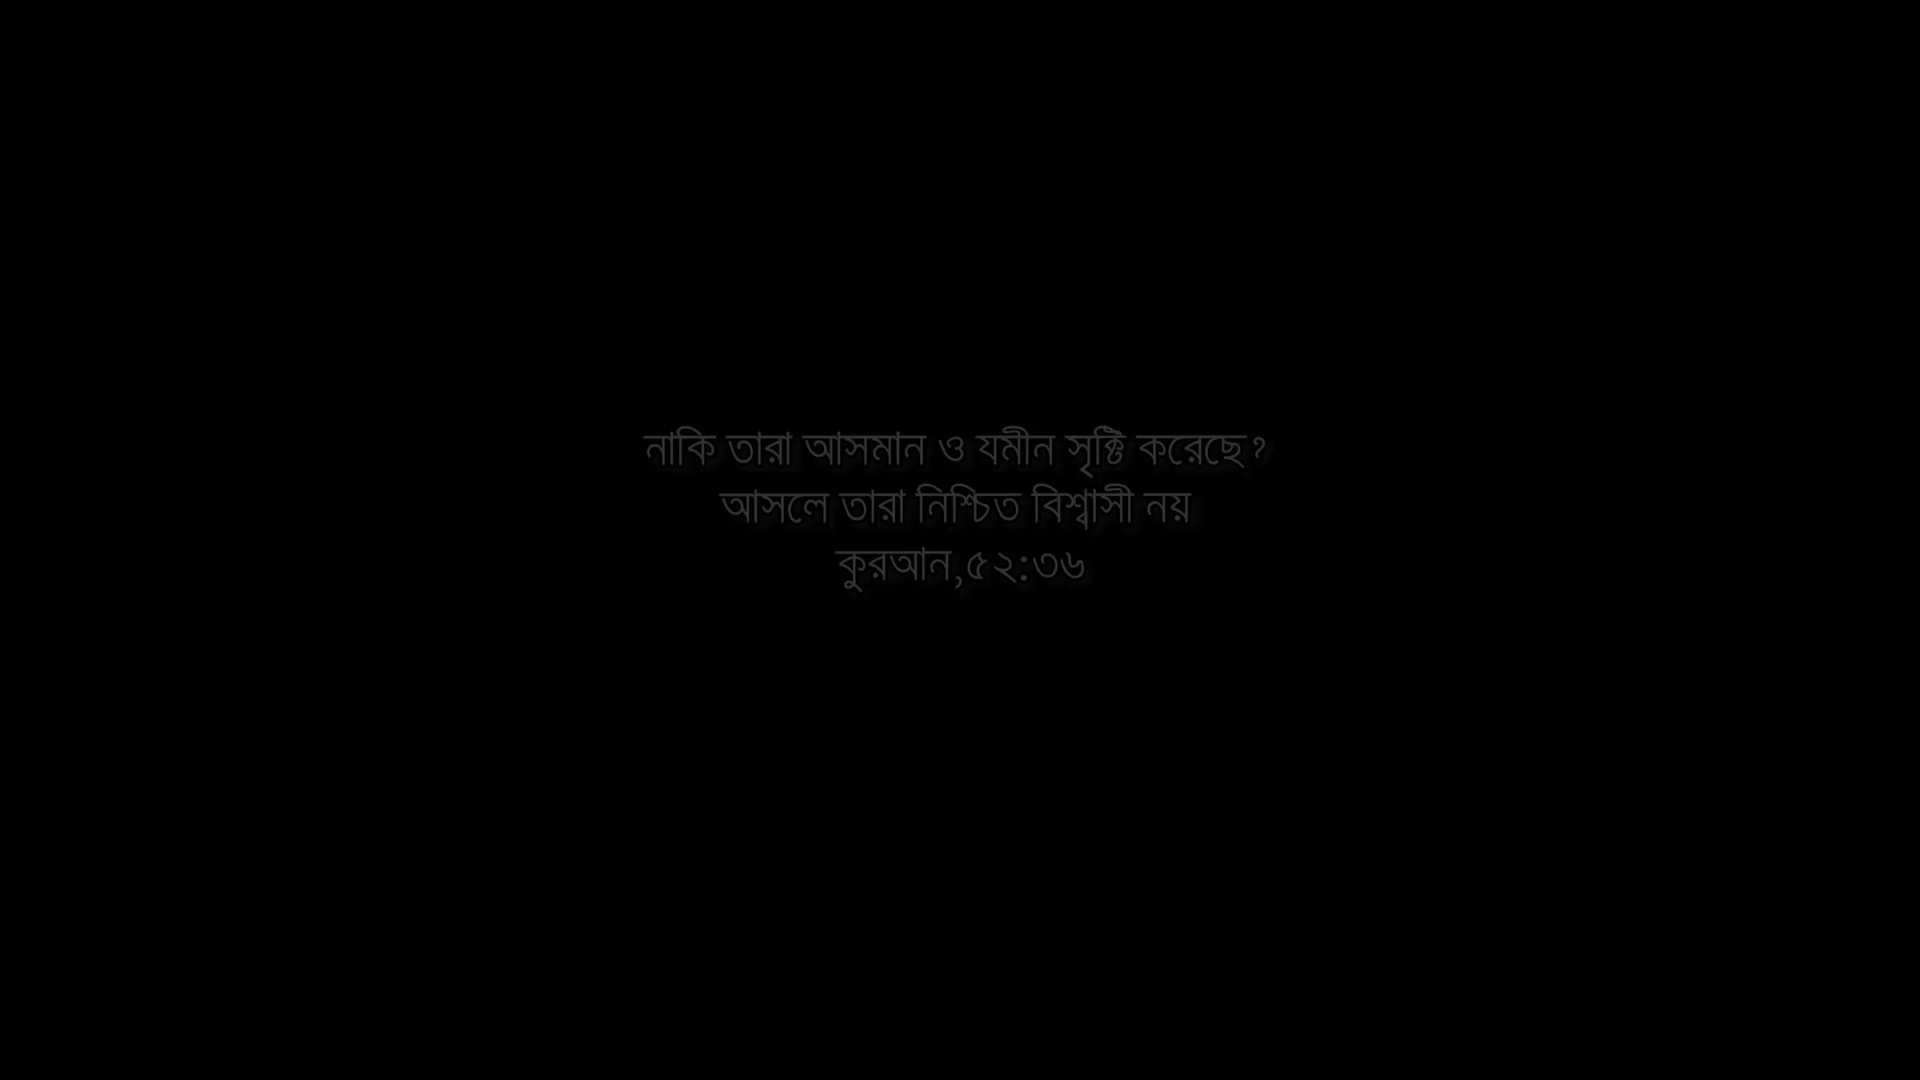 নাকি তারা আসমান ও যমীন সৃষ্টি করেছে?
আসলে তারা নিশ্চিত বিশ্বাসী নয়
কুরআন,৫২:৩৬